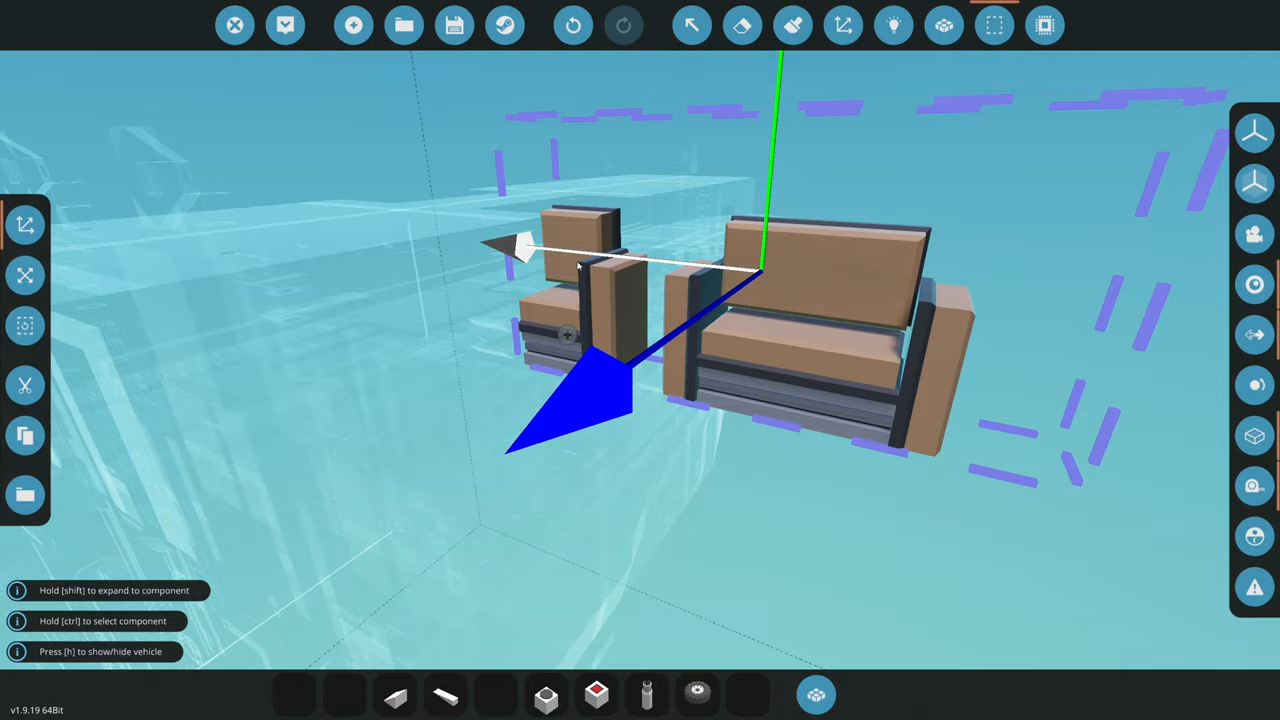 Hold [shift] to expand to component
Hold [ctrl] to select component
Press [h] to show/hide vehicle
v1.9.19 64Bit